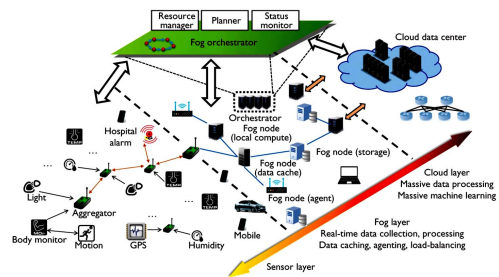 Resource
manager
Planner
Status
monitor
Fog orchestrator
Cloud data center
Orchestrator
Fog node
(local compute)
Hospital
alarm
TEMP
Fog node (storage)
Fog node
(data cache)
TEMP
Cloud layer
Massive data processing
Massive machine learning
Light
TEMP
Fog node (agent)
Aggregator
Fog layer
Real-time data collection, processing
Data caching, agenting, load-balancing
Body monitor
Motion
GPS
Humidity
Mobile
Sensor layer